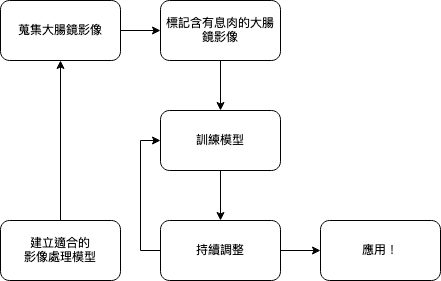 蒐集大腸鏡影像
標記含有息肉的大腸
鏡影像
訓練模型
建立適合的
影像處理模型
持續調整
應用！